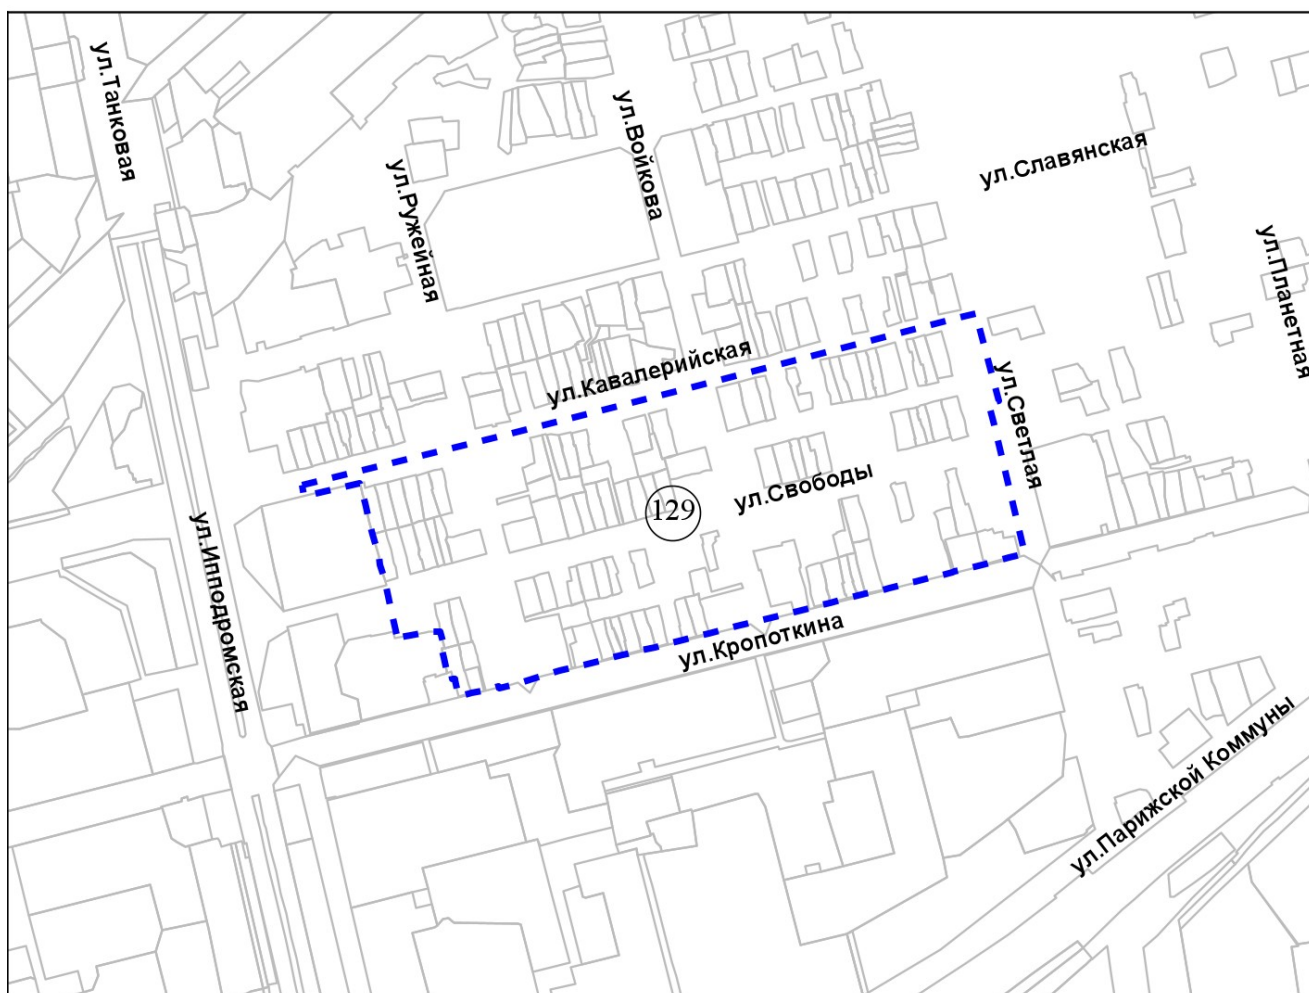 ул.Танковая
ул.Войкова
ул.Славянская
ул.Ружейная
ул.Планетная
ул.Кавалерийская
ул.Светлая
ул.Свободы
129
ул.Ипподромская
ул.Кропоткина
ул.Парижской Коммуны